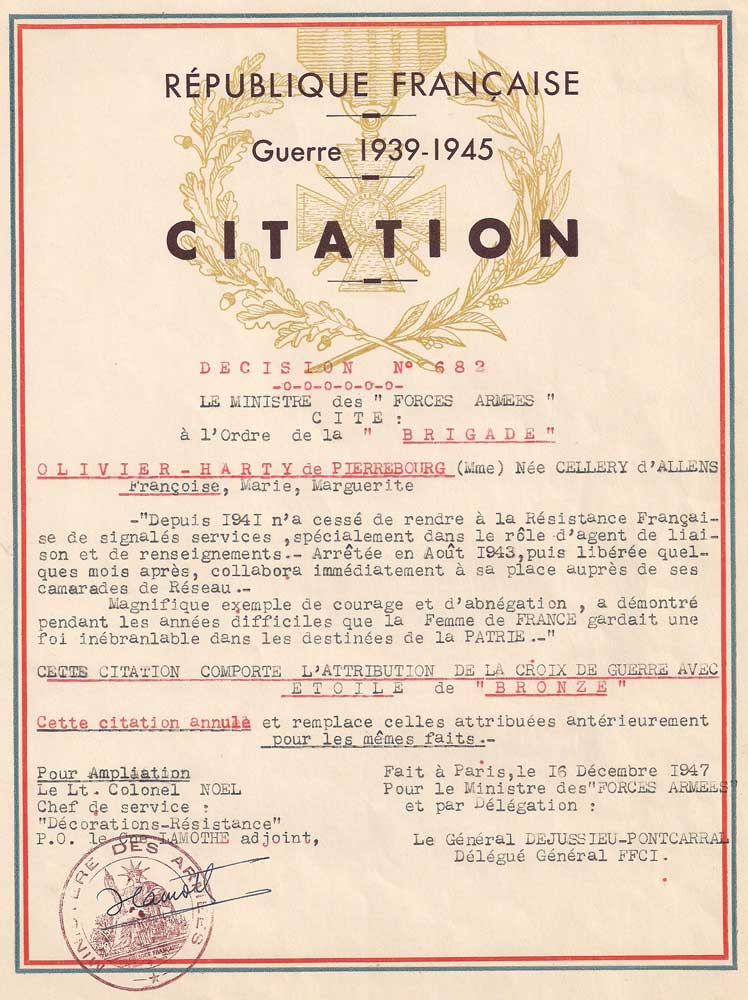 RÉPUBLIQUE FRANÇAISE
Guerre 1939-1945
CITATION
DECISION N° 682
-o-o-o-o-o-o-
LE MINISTRE des " FORCES ARMEES "
CITE :
à l'Ordre de la " BRIGADE"
OLIVIER - HARTY de PIERREBOURG (Mme) Née CELLERY d'ALLENS
Françoise, Marie, Marguerite
-"Depuis I94I n'a cessé de rendre à la Résistance Françai-
se de signalés services ,spécialement dans le rôle d'agent de liai-
son et de renseignements.- Arrêtée en Août I943,puis libérée quel-
ques mois après, collabora immédiatement à sa place auprès de ses
camarades de Réseau.-
Magnifique exemple de courage et d'abnégation , a démontré
pendant les années difficiles que la Femme de FRANCE gardait une
foi inébranlable dans les destinées de la PATRIE.-"
CETTE CITATION COMPORTE L'ATTRIBUTION DE LA CROIX DE GUERRE AVEC
ETOILE de "BRONZE"
Cette citation annule et remplace celles attribuées antérieurement
pour les mêmes faits.-
Pour Ampliation
Le Lt. Colonel NOEL
Chef de service :
"Décorations-Résistance"
P.O. le Cne LAMOTHE adjoint,
Fait à Paris,le I6 Décembre I947
Pour le Ministre des"FORCES ARMEES"
et par Délégation :
Le Général DEJUSSIEU-PONTCARRAL
Délégué Général FFCI.
MINISTERE DES ARMEES